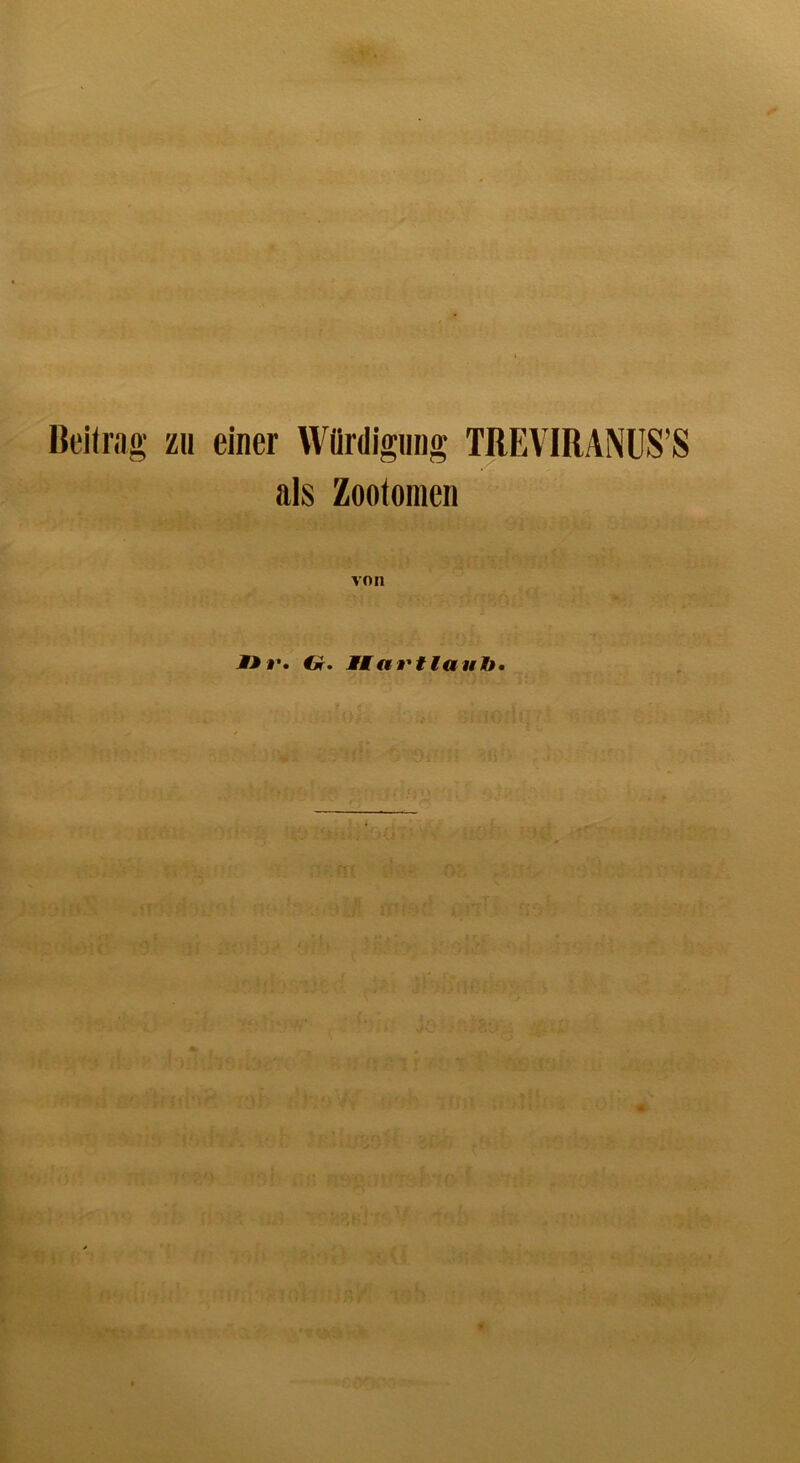 Beitrag zu einer Würdigung TREVIRANUS'S
als Zootomen
von
Dr. G. Hartlaub.